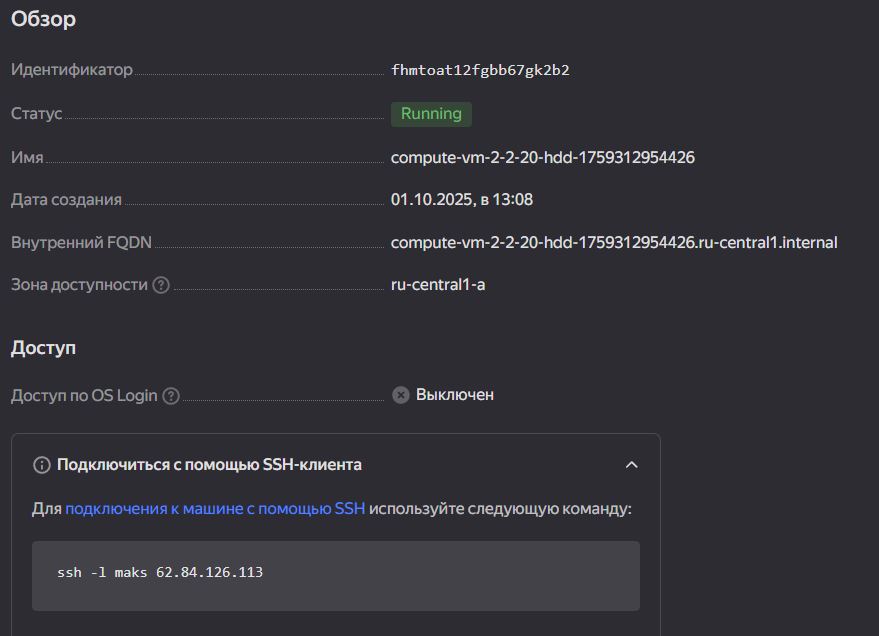 Обзор
Идентификатор fhmtoat12fgbb67gk2b2
Статус Running
Имя compute-vm-2-2-20-hdd-1759312954426
Дата создания 01.10.2025, в 13:08
Внутренний FQDN compute-vm-2-2-20-hdd-1759312954426.ru-central1.internal
Зона доступности ru-central1-a
Доступ
Доступ по OS Login Выключен
Подключиться с помощью SSH-клиента
Для подключения к машине с помощью SSH используйте следующую команду:
ssh -l maks 62.84.126.113